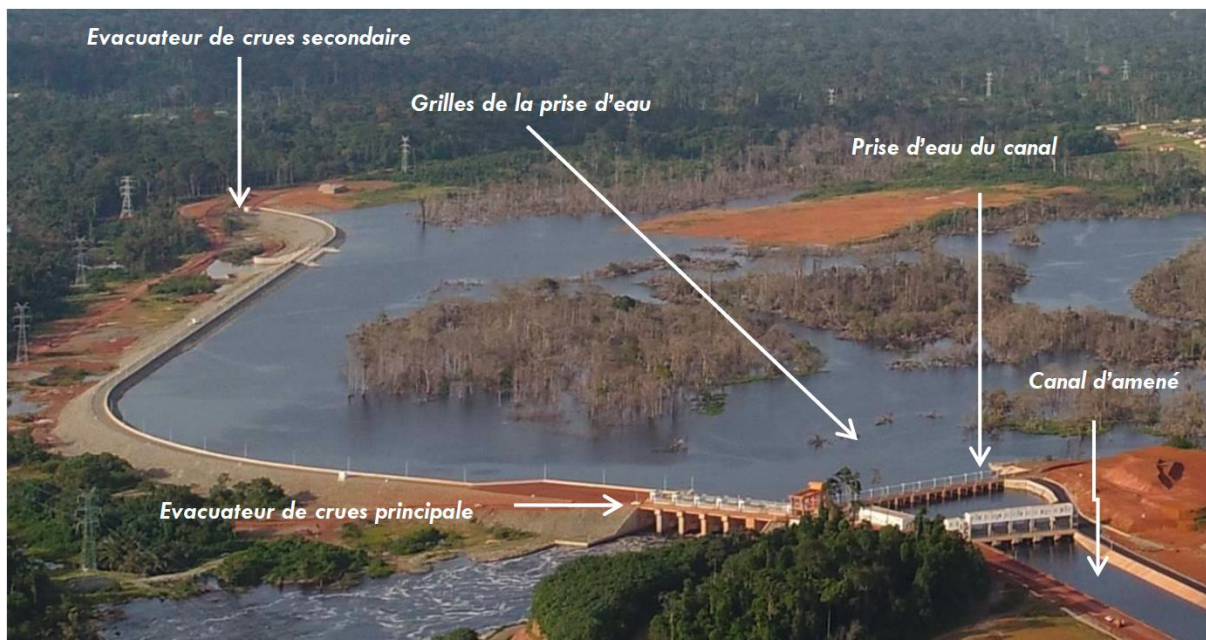 Evacuateur de crues secondaire
Grilles de la prise d'eau
Prise d'eau du canal
Canal d'amené
Evacuateur de crues principale